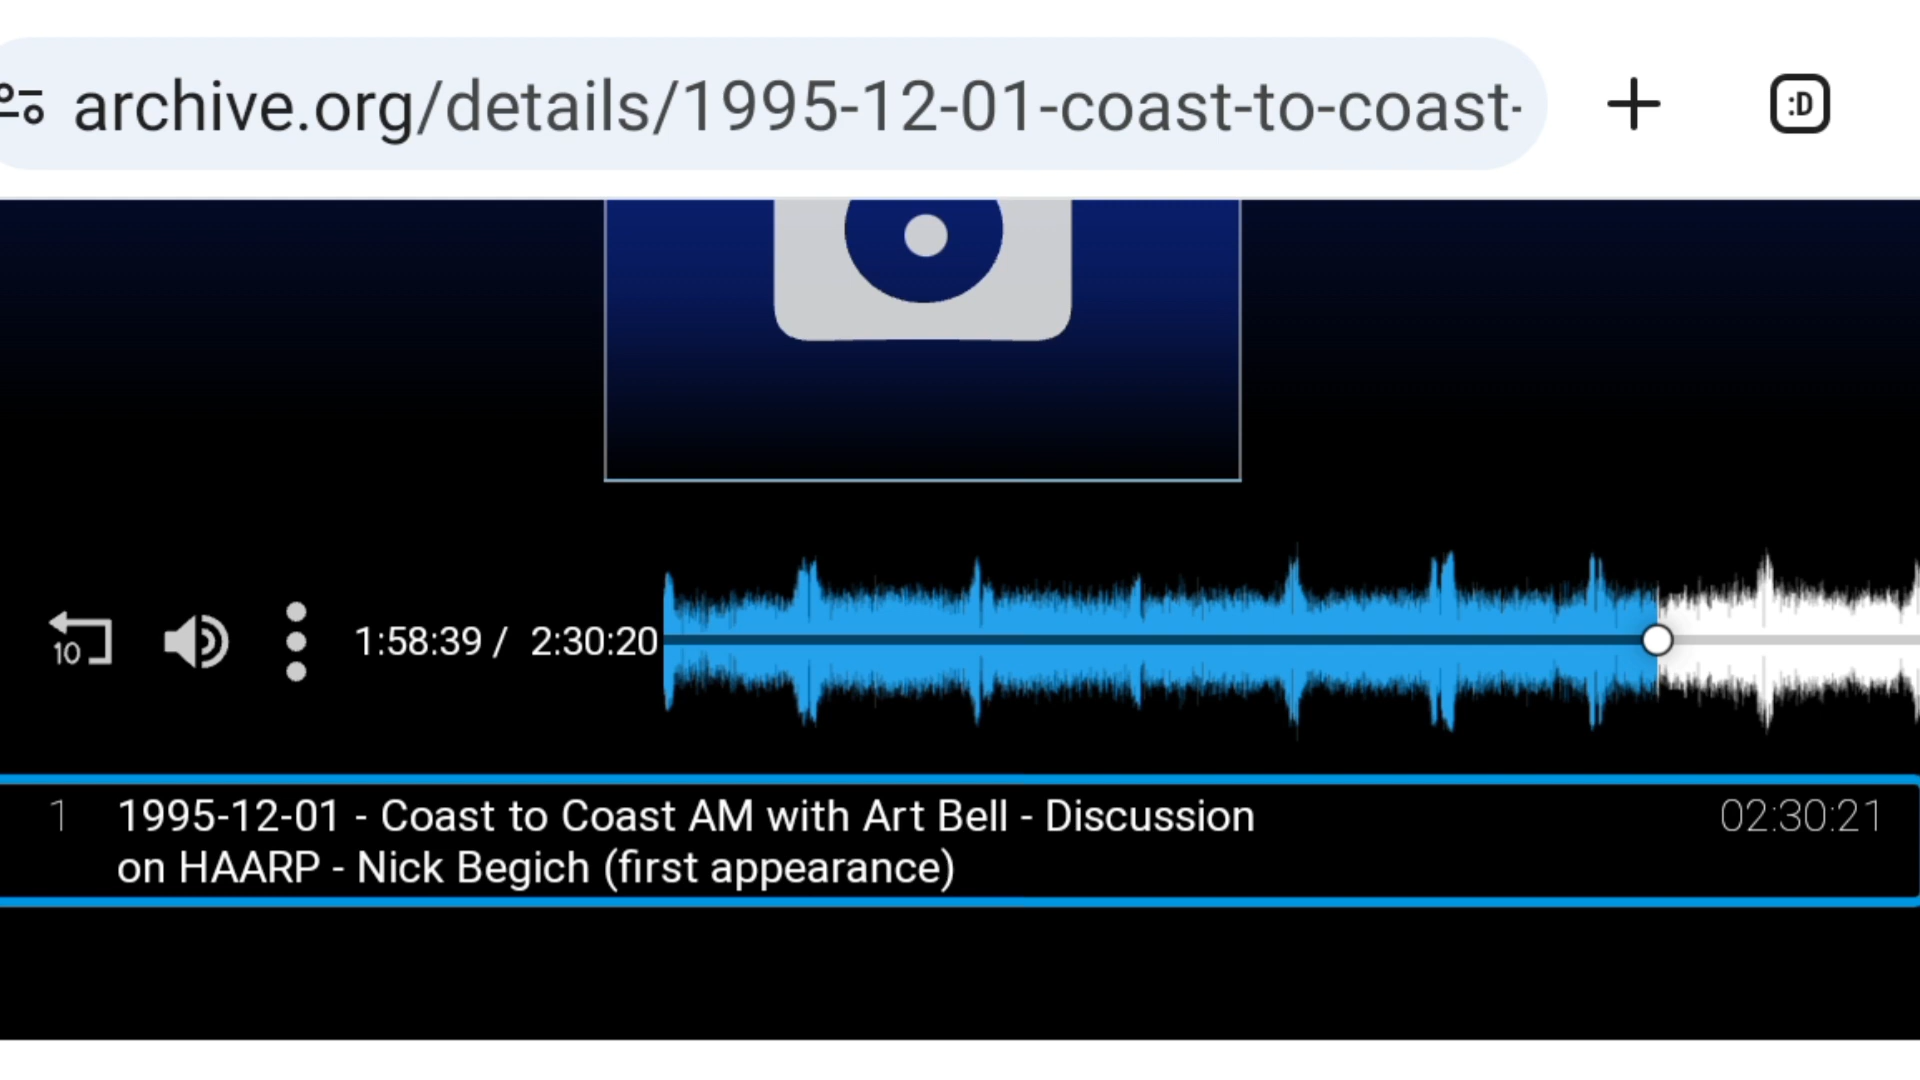 archive.org/details/1995-12-01-coast-to-coast-
:D
10
1:58:39 / 2:30:20
1 1995-12-01 - Coast to Coast AM with Art Bell - Discussion 02:30:21
on HAARP - Nick Begich (first appearance)